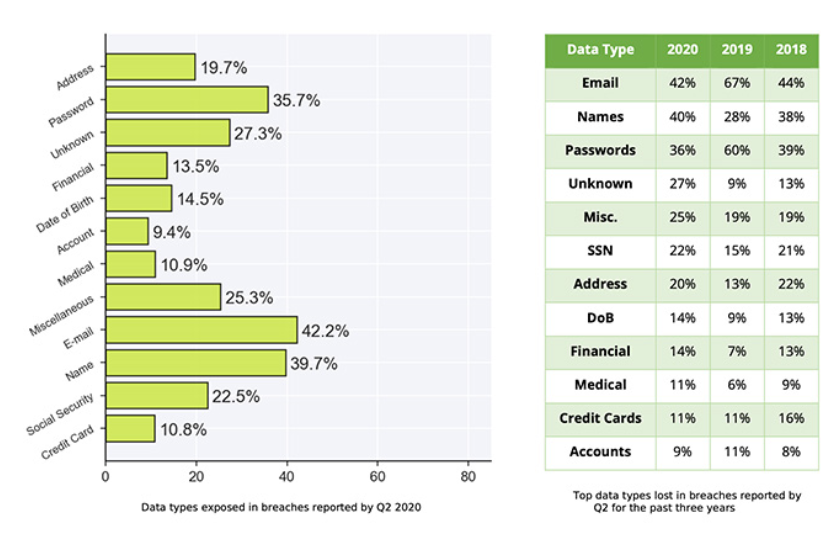 Address 19.7%
Password 35.7%
Unknown 27.3%
Financial 13.5%
Date of Birth 14.5%
Account 9.4%
Medical 10.9%
Miscellaneous 25.3%
E-mail 42.2%
Name 39.7%
Social Security 22.5%
Credit Card 10.8%
0 20 40 60 80
Data types exposed in breaches reported by Q2 2020
Data Type 2020 2019 2018
Email 42% 67% 44%
Names 40% 28% 38%
Passwords 36% 60% 39%
Unknown 27% 9% 13%
Misc. 25% 19% 19%
SSN 22% 15% 21%
Address 20% 13% 22%
DoB 14% 9% 13%
Financial 14% 7% 13%
Medical 11% 6% 9%
Credit Cards 11% 11% 16%
Accounts 9% 11% 8%
Top data types lost in breaches reported by
Q2 for the past three years